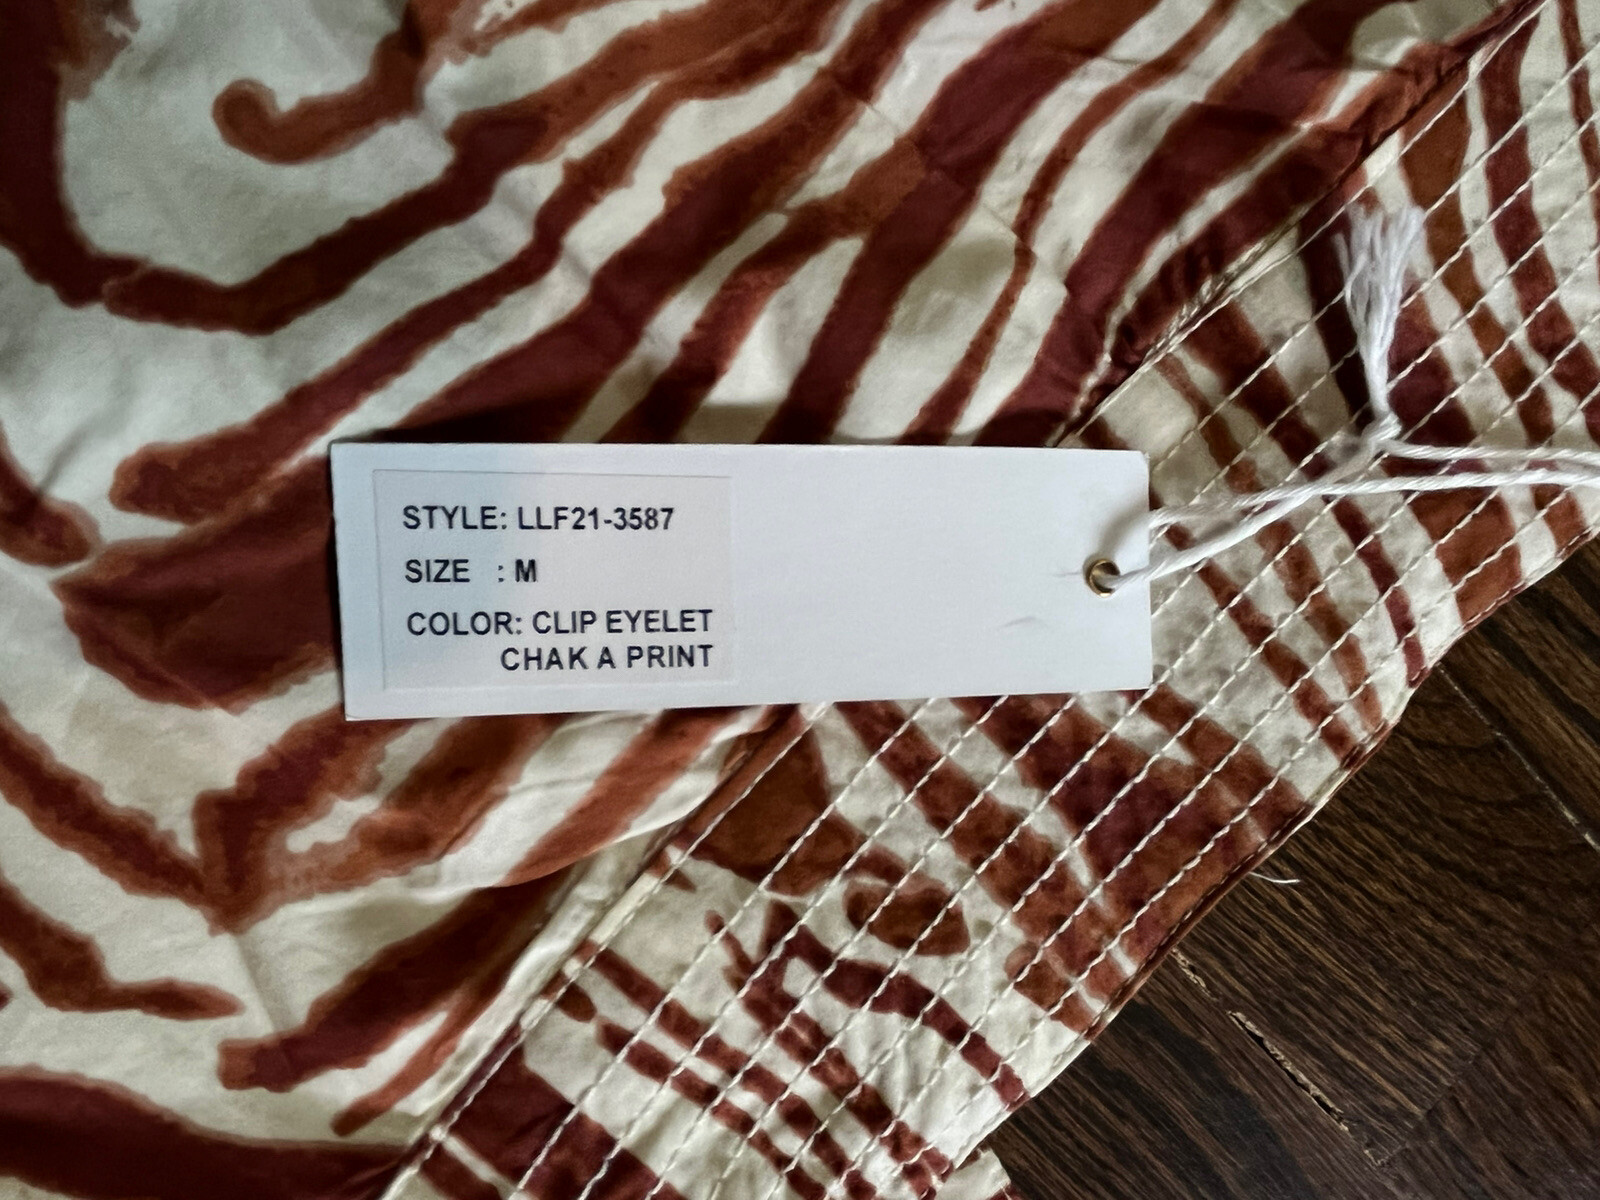 STYLE: LLF21-3587
SIZE : M
COLOR: CLIP EYELET
CHAK A PRINT